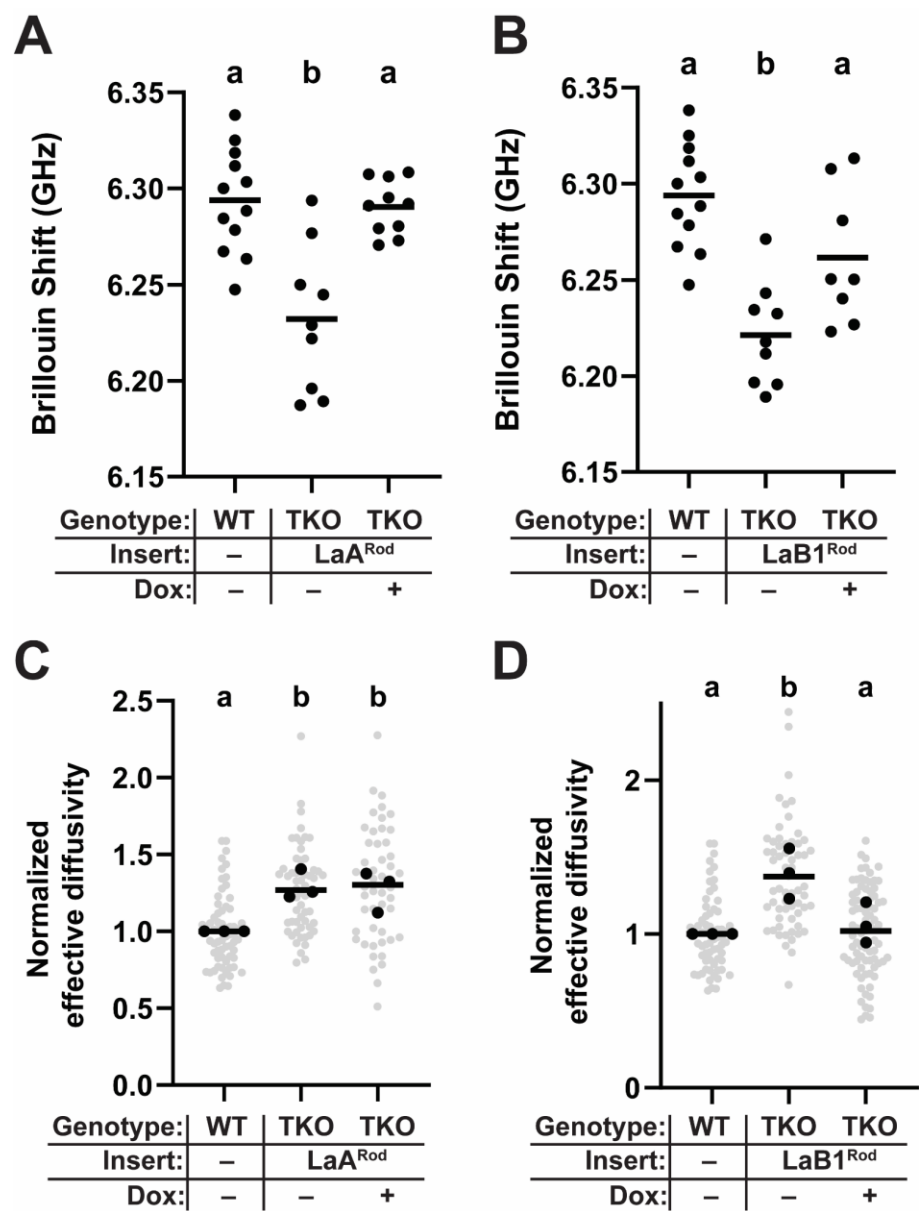 A
a b a
Brillouin Shift (GHz)
6.35
6.30
6.25
6.20
6.15
Genotype: WT TKO TKO
Insert: – LaA^Rod
Dox: – – +
B
a b a
Brillouin Shift (GHz)
6.35
6.30
6.25
6.20
6.15
Genotype: WT TKO TKO
Insert: – LaB1^Rod
Dox: – – +
C
a b b
Normalized
effective diffusivity
2.5
2.0
1.5
1.0
0.5
0.0
Genotype: WT TKO TKO
Insert: – LaA^Rod
Dox: – – +
D
a b a
Normalized
effective diffusivity
2
1
0
Genotype: WT TKO TKO
Insert: – LaB1^Rod
Dox: – – +